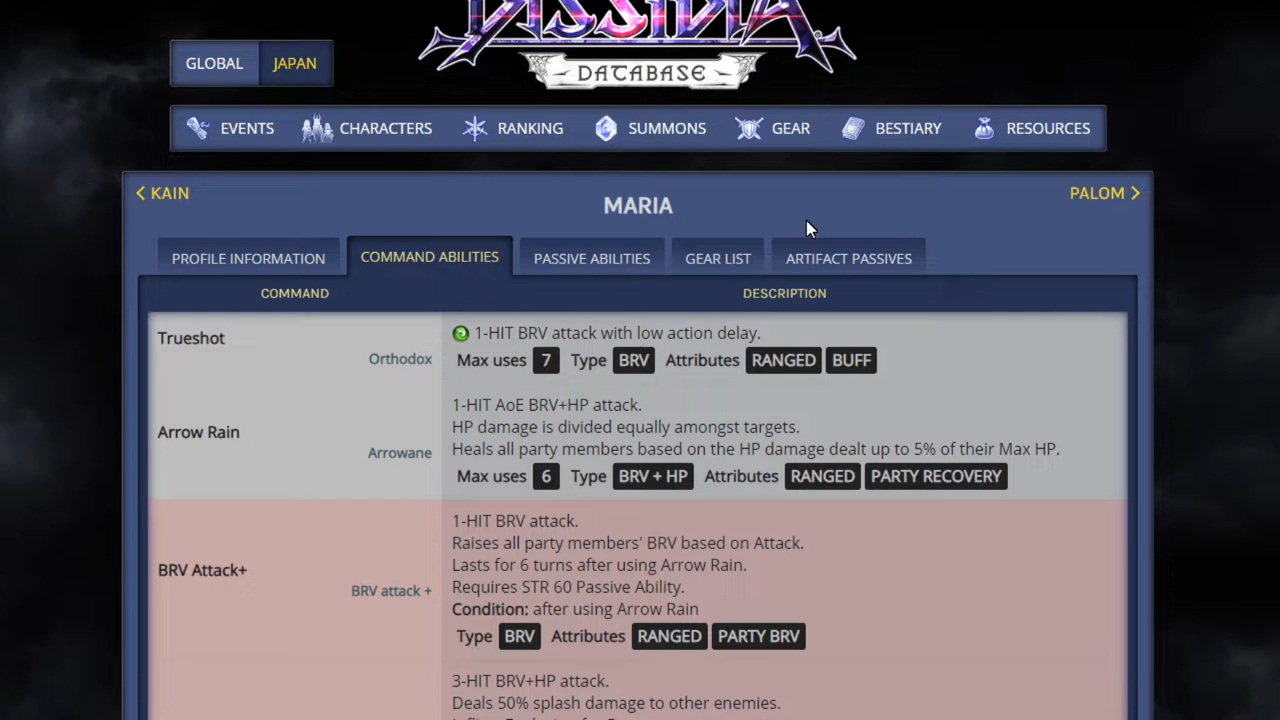 DISSIDIA
DATABASE
GLOBAL JAPAN
EVENTS CHARACTERS RANKING SUMMONS GEAR BESTIARY RESOURCES
KAIN MARIA PALOM
PROFILE INFORMATION COMMAND ABILITIES PASSIVE ABILITIES GEAR LIST ARTIFACT PASSIVES
COMMAND DESCRIPTION
Trueshot
Orthodox
1-HIT BRV attack with low action delay.
Max uses 7 Type BRV Attributes RANGED BUFF
Arrow Rain
Arrowane
1-HIT AoE BRV+HP attack.
HP damage is divided equally amongst targets.
Heals all party members based on the HP damage dealt up to 5% of their Max HP.
Max uses 6 Type BRV + HP Attributes RANGED PARTY RECOVERY
BRV Attack+
BRV attack +
1-HIT BRV attack.
Raises all party members' BRV based on Attack.
Lasts for 6 turns after using Arrow Rain.
Requires STR 60 Passive Ability.
Condition: after using Arrow Rain
Type BRV Attributes RANGED PARTY BRV
3-HIT BRV+HP attack.
Deals 50% splash damage to other enemies.